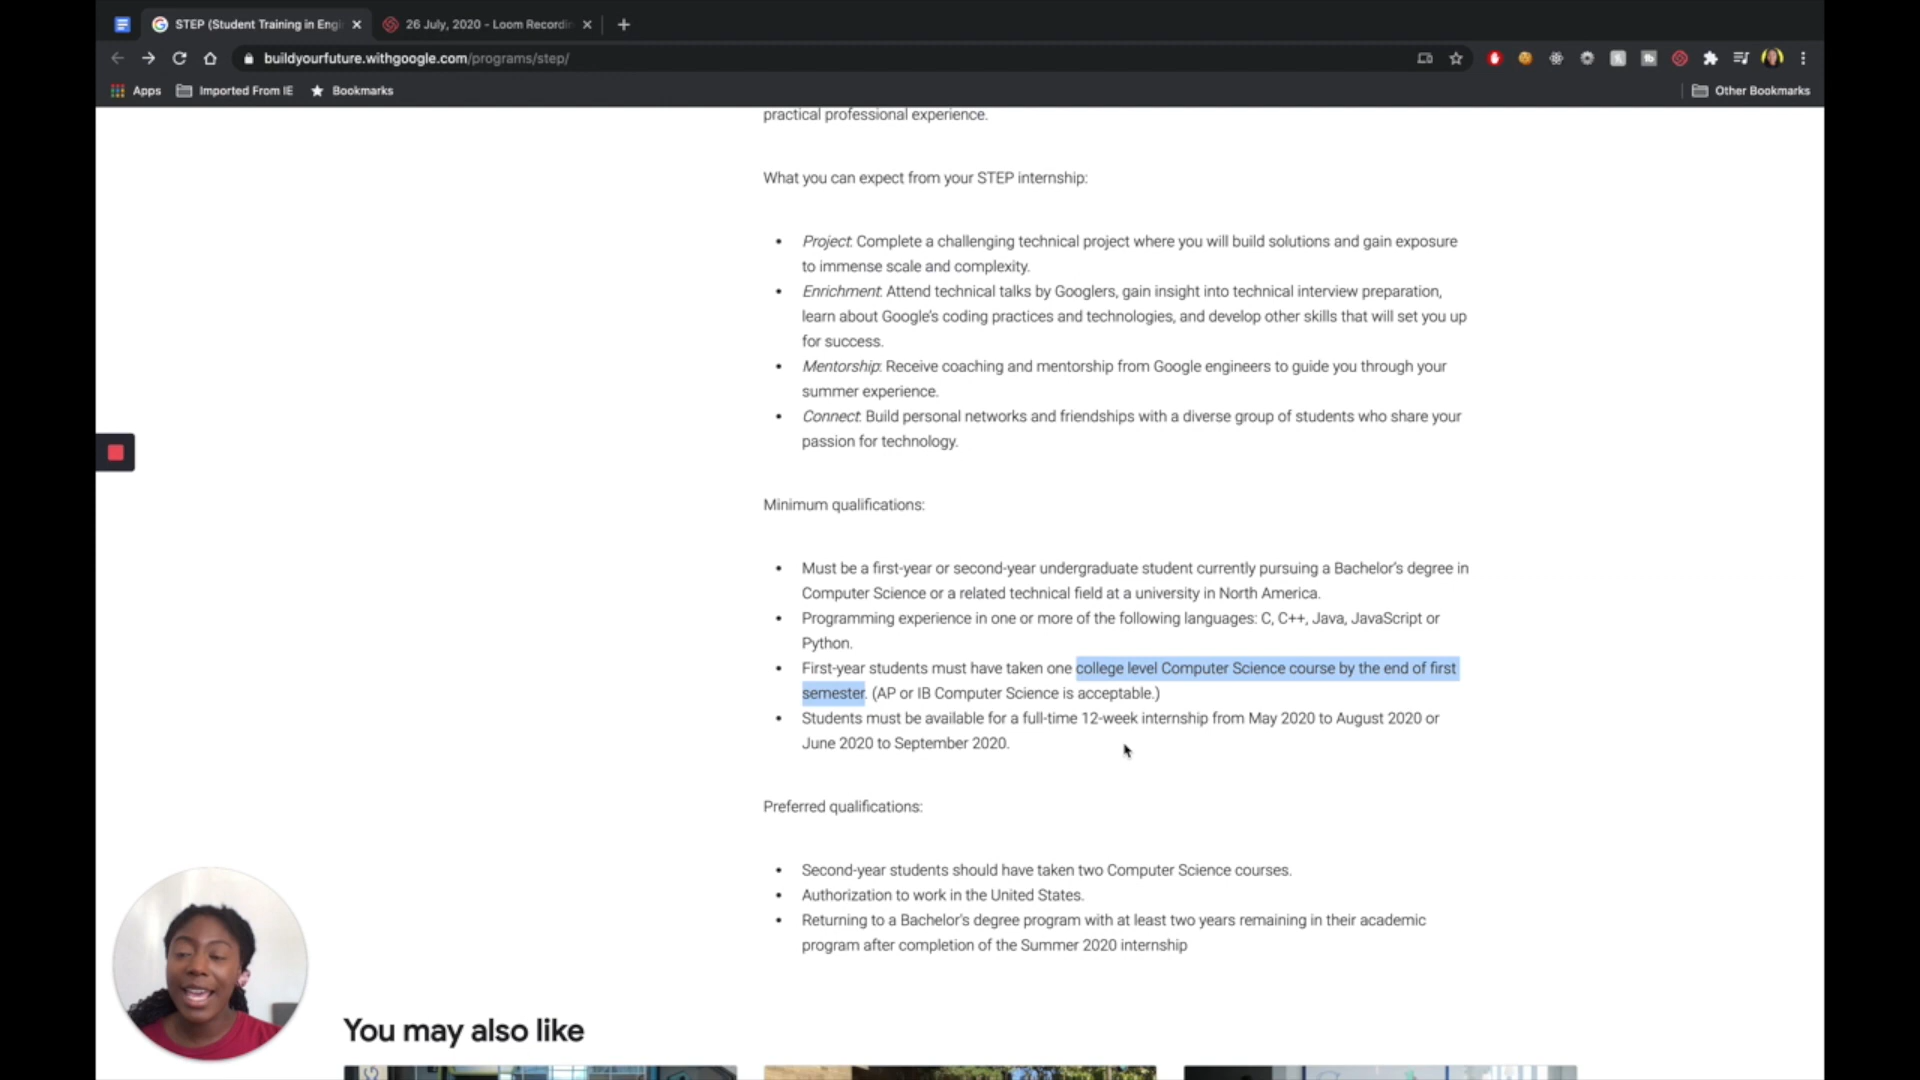 STEP (Student Training in Engi
26 July, 2020 - Loom Recordin
buildyourfuture.withgoogle.com/programs/step/
Apps
Imported From IE
Bookmarks
Other Bookmarks
practical professional experience.
What you can expect from your STEP internship:
• Project: Complete a challenging technical project where you will build solutions and gain exposure
to immense scale and complexity.
• Enrichment: Attend technical talks by Googlers, gain insight into technical interview preparation,
learn about Google's coding practices and technologies, and develop other skills that will set you up
for success.
• Mentorship: Receive coaching and mentorship from Google engineers to guide you through your
summer experience.
• Connect: Build personal networks and friendships with a diverse group of students who share your
passion for technology.
Minimum qualifications:
• Must be a first-year or second-year undergraduate student currently pursuing a Bachelor's degree in
Computer Science or a related technical field at a university in North America.
• Programming experience in one or more of the following languages: C, C++, Java, JavaScript or
Python.
• First-year students must have taken one college level Computer Science course by the end of first
semester. (AP or IB Computer Science is acceptable.)
• Students must be available for a full-time 12-week internship from May 2020 to August 2020 or
June 2020 to September 2020.
Preferred qualifications:
• Second-year students should have taken two Computer Science courses.
• Authorization to work in the United States.
• Returning to a Bachelor's degree program with at least two years remaining in their academic
program after completion of the Summer 2020 internship
You may also like